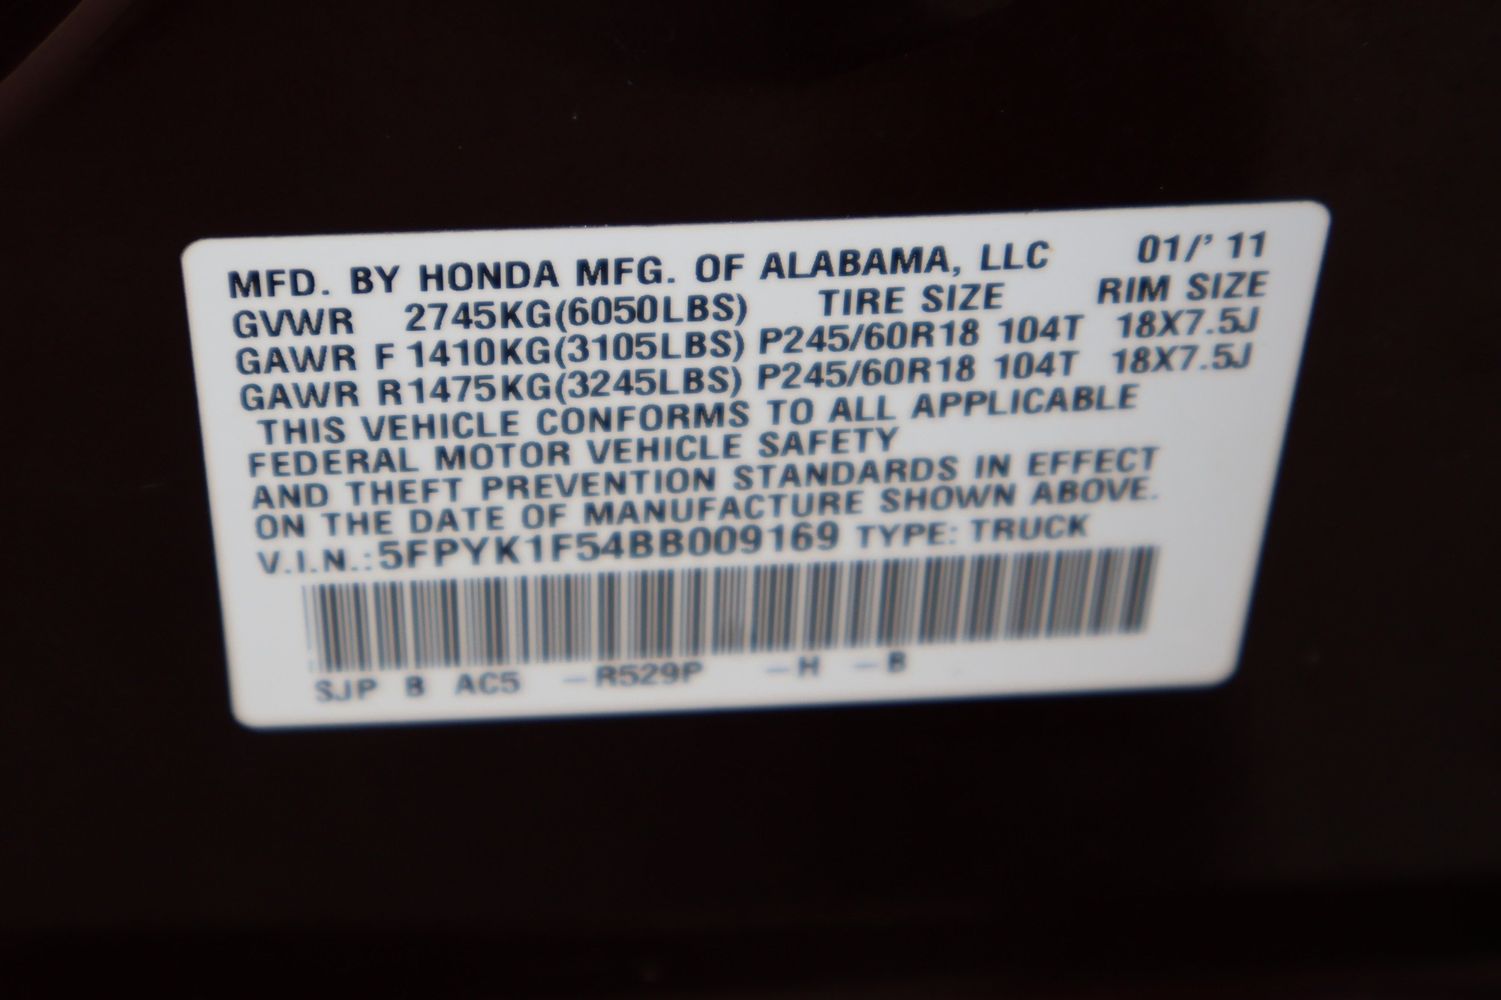 MFD. BY HONDA MFG. OF ALABAMA, LLC 01/' 11
GVWR 2745KG(6050LBS) TIRE SIZE RIM SIZE
GAWR F 1410KG(3105LBS) P245/60R18 104T 18X7.5J
GAWR R1475KG(3245LBS) P245/60R18 104T 18X7.5J
THIS VEHICLE CONFORMS TO ALL APPLICABLE
FEDERAL MOTOR VEHICLE SAFETY
AND THEFT PREVENTION STANDARDS IN EFFECT
ON THE DATE OF MANUFACTURE SHOWN ABOVE.
V.I.N.:5FPYK1F54BB009169 TYPE: TRUCK
SJP B AC5 –R529P –H –B